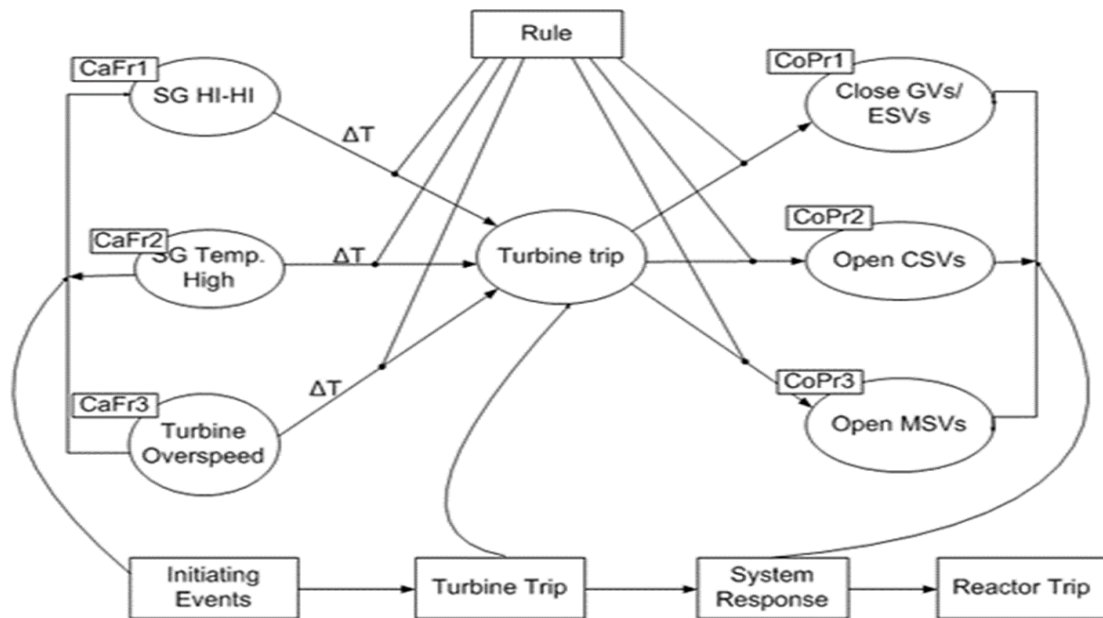 Rule
CaFr1
SG HI-HI
ΔT
CoPr1
Close GVs/
ESVs
CaFr2
SG Temp.
High
ΔT
Turbine trip
CoPr2
Open CSVs
CaFr3
Turbine
Overspeed
ΔT
CoPr3
Open MSVs
Initiating
Events
Turbine Trip
System
Response
Reactor Trip